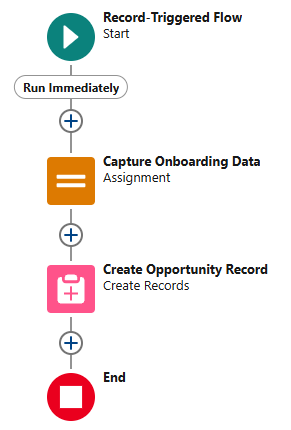 Record-Triggered Flow
Start
Run Immediately
Capture Onboarding Data
Assignment
Create Opportunity Record
Create Records
End